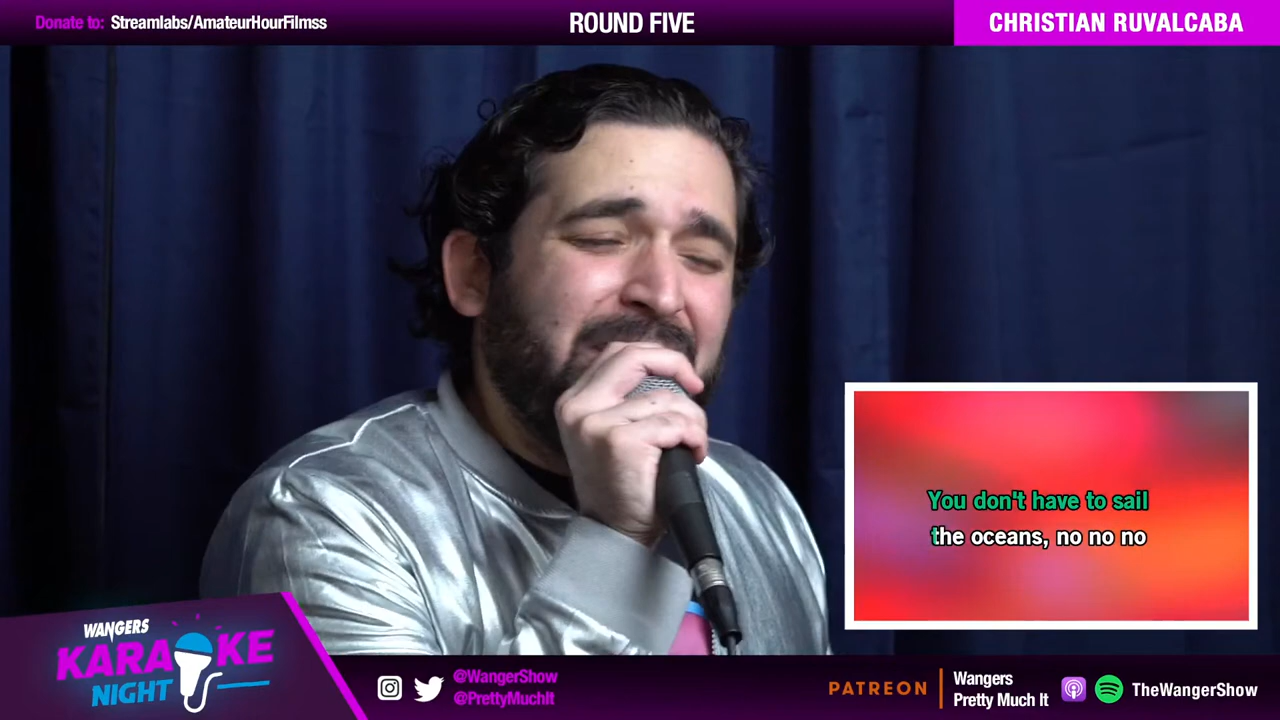 Donate to: Streamlabs/AmateurHourFilmss
ROUND FIVE
CHRISTIAN RUVALCABA
You don't have to sail
the oceans, no no no
WANGERS
KARAOKE
NIGHT
@WangerShow
@PrettyMuchIt
PATREON
Wangers
Pretty Much It
TheWangerShow